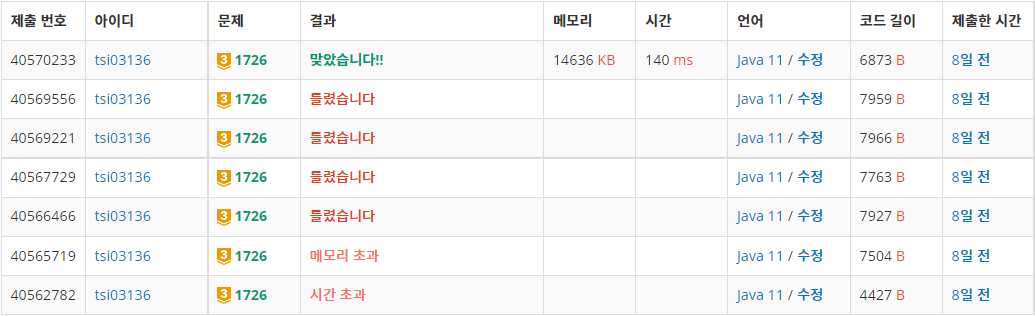 제출 번호 아이디 문제 결과 메모리 시간 언어 코드 길이 제출한 시간
40570233 tsi03136 3 1726 맞았습니다!! 14636 KB 140 ms Java 11 / 수정 6873 B 8일 전
40569556 tsi03136 3 1726 틀렸습니다 Java 11 / 수정 7959 B 8일 전
40569221 tsi03136 3 1726 틀렸습니다 Java 11 / 수정 7966 B 8일 전
40567729 tsi03136 3 1726 틀렸습니다 Java 11 / 수정 7763 B 8일 전
40566466 tsi03136 3 1726 틀렸습니다 Java 11 / 수정 7927 B 8일 전
40565719 tsi03136 3 1726 메모리 초과 Java 11 / 수정 7504 B 8일 전
40562782 tsi03136 3 1726 시간 초과 Java 11 / 수정 4427 B 8일 전